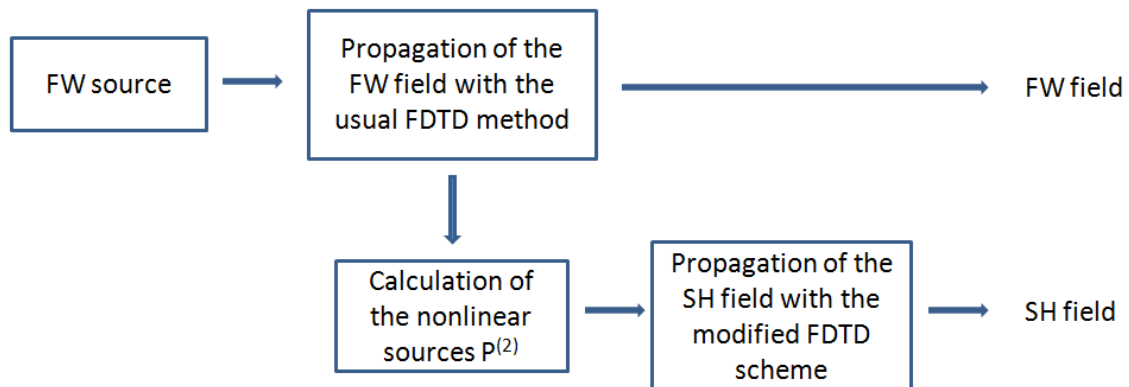 FW source
Propagation of the
FW field with the
usual FDTD method
FW field
Calculation of
the nonlinear
sources P⁽²⁾
Propagation of the
SH field with the
modified FDTD
scheme
SH field